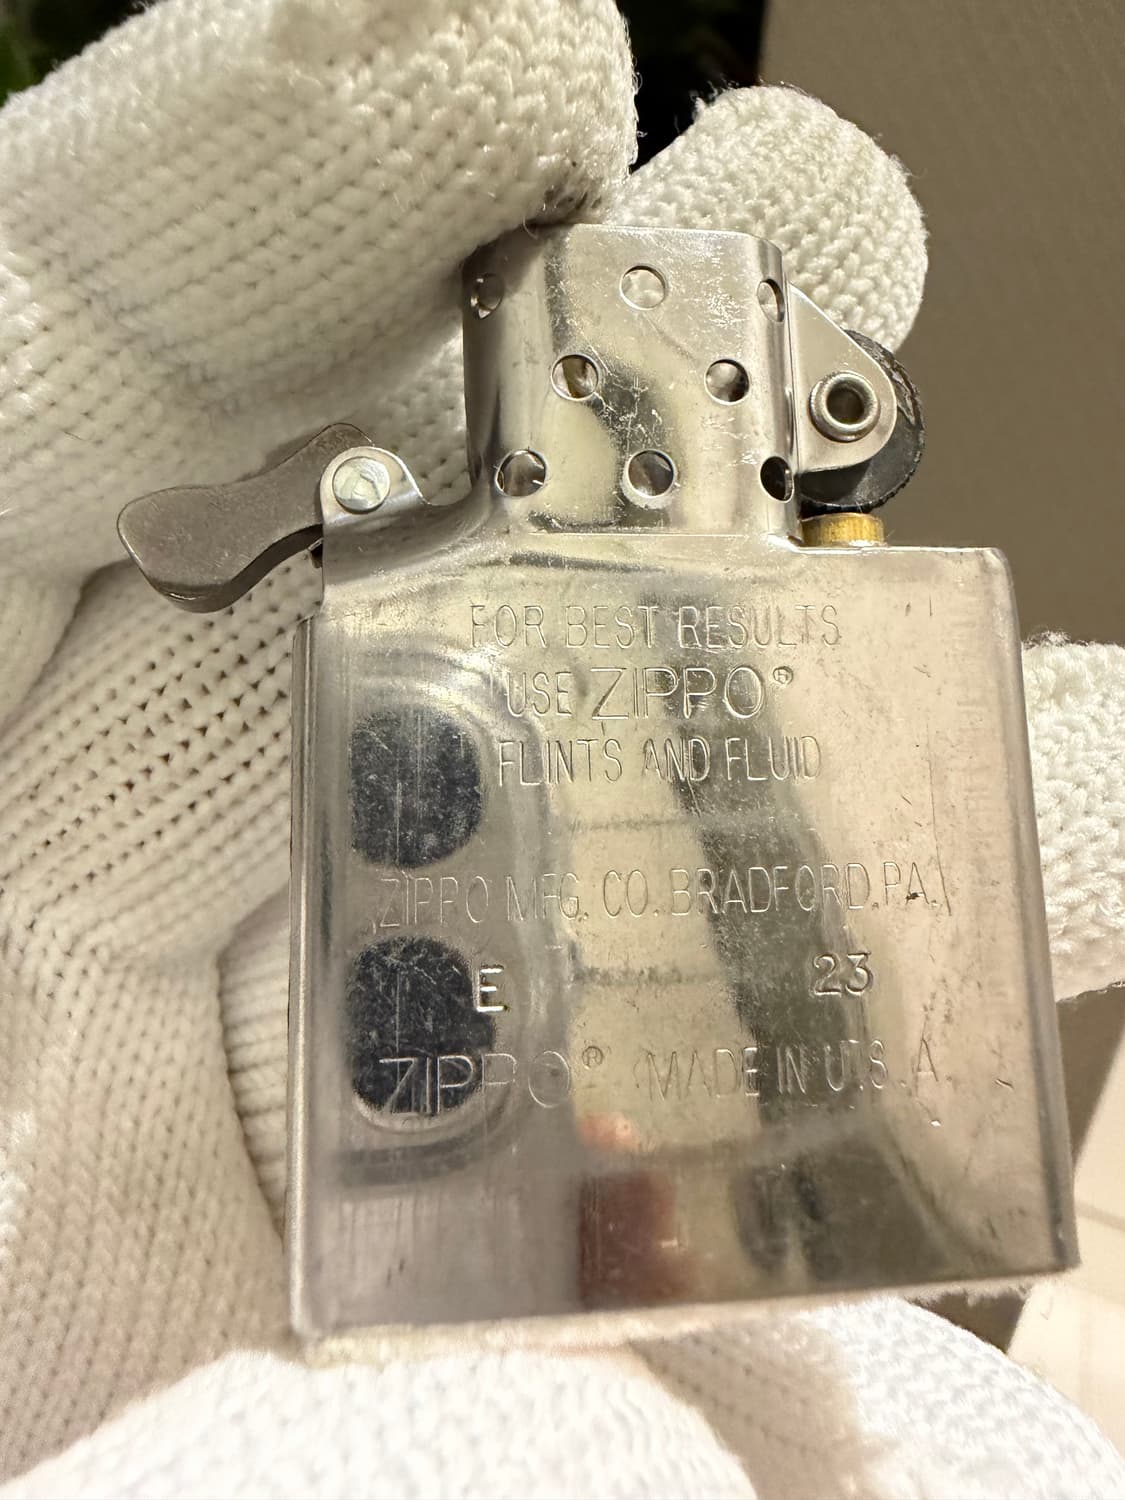 FOR BEST RESULTS
USE ZIPPO®
FLINTS AND FLUID
ZIPPO MFG. CO. BRADFORD, PA.
E 23
ZIPPO® MADE IN U.S.A.